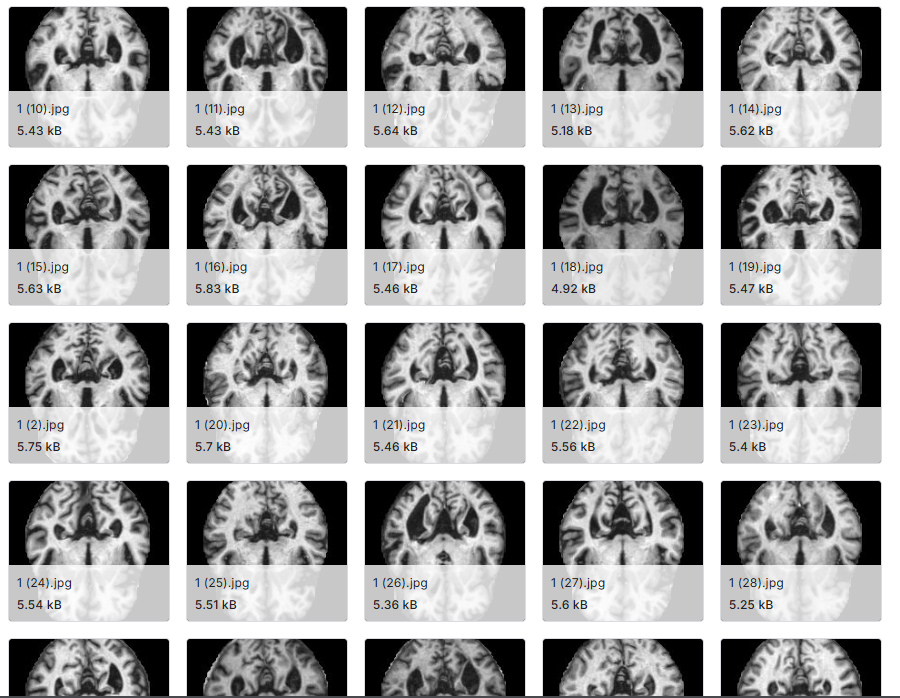 1 (10).jpg
5.43 kB
1 (11).jpg
5.43 kB
1 (12).jpg
5.64 kB
1 (13).jpg
5.18 kB
1 (14).jpg
5.62 kB
1 (15).jpg
5.63 kB
1 (16).jpg
5.83 kB
1 (17).jpg
5.46 kB
1 (18).jpg
4.92 kB
1 (19).jpg
5.47 kB
1 (2).jpg
5.75 kB
1 (20).jpg
5.7 kB
1 (21).jpg
5.46 kB
1 (22).jpg
5.56 kB
1 (23).jpg
5.4 kB
1 (24).jpg
5.54 kB
1 (25).jpg
5.51 kB
1 (26).jpg
5.36 kB
1 (27).jpg
5.6 kB
1 (28).jpg
5.25 kB